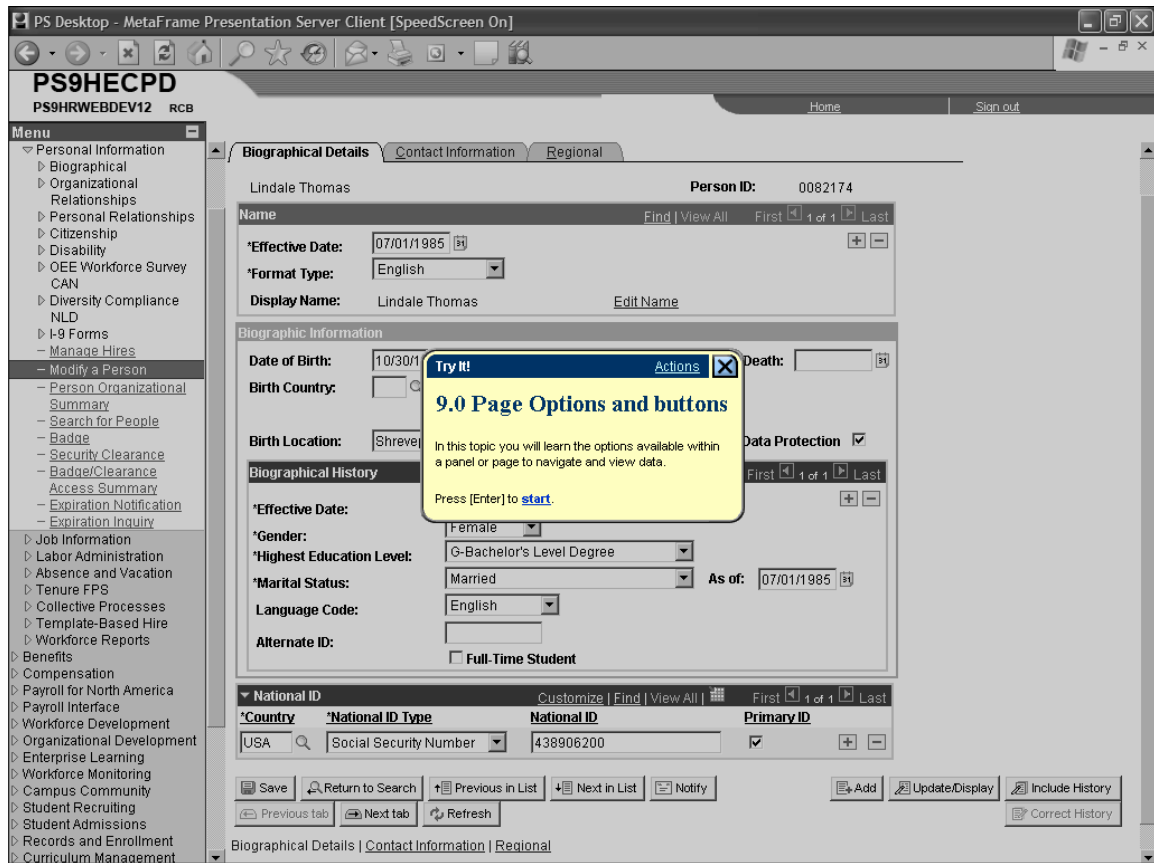 PS Desktop - MetaFrame Presentation Server Client [SpeedScreen On]
PS9HECPD
PS9HRWEBDEV12 RCB
Home
Sign out
Menu
Personal Information
Biographical
Organizational
Relationships
Personal Relationships
Citizenship
Disability
OEE Workforce Survey
CAN
Diversity Compliance
NLD
I-9 Forms
– Manage Hires
– Modify a Person
– Person Organizational
Summary
– Search for People
– Badge
– Security Clearance
– Badge/Clearance
Access Summary
– Expiration Notification
– Expiration Inquiry
Job Information
Labor Administration
Absence and Vacation
Tenure FPS
Collective Processes
Template-Based Hire
Workforce Reports
Benefits
Compensation
Payroll for North America
Payroll Interface
Workforce Development
Organizational Development
Enterprise Learning
Workforce Monitoring
Campus Community
Student Recruiting
Student Admissions
Records and Enrollment
Curriculum Management
Biographical Details Contact Information Regional
Lindale Thomas Person ID: 0082174
Name Find | View All First 1 of 1 Last
*Effective Date: 07/01/1985
*Format Type: English
Display Name: Lindale Thomas Edit Name
Biographic Information
Date of Birth: 10/30/1 Death:
Birth Country:
Birth Location: Shreve Data Protection
Biographical History First 1 of 1 Last
*Effective Date:
*Gender: Female
*Highest Education Level: G-Bachelor's Level Degree
*Marital Status: Married As of: 07/01/1985
Language Code: English
Alternate ID:
Full-Time Student
Try It! Actions
9.0 Page Options and buttons
In this topic you will learn the options available within
a panel or page to navigate and view data.
Press [Enter] to start.
National ID Customize | Find | View All | First 1 of 1 Last
*Country *National ID Type National ID Primary ID
USA Social Security Number 438906200
Save Return to Search Previous in List Next in List Notify Add Update/Display Include History
Previous tab Next tab Refresh Correct History
Biographical Details | Contact Information | Regional